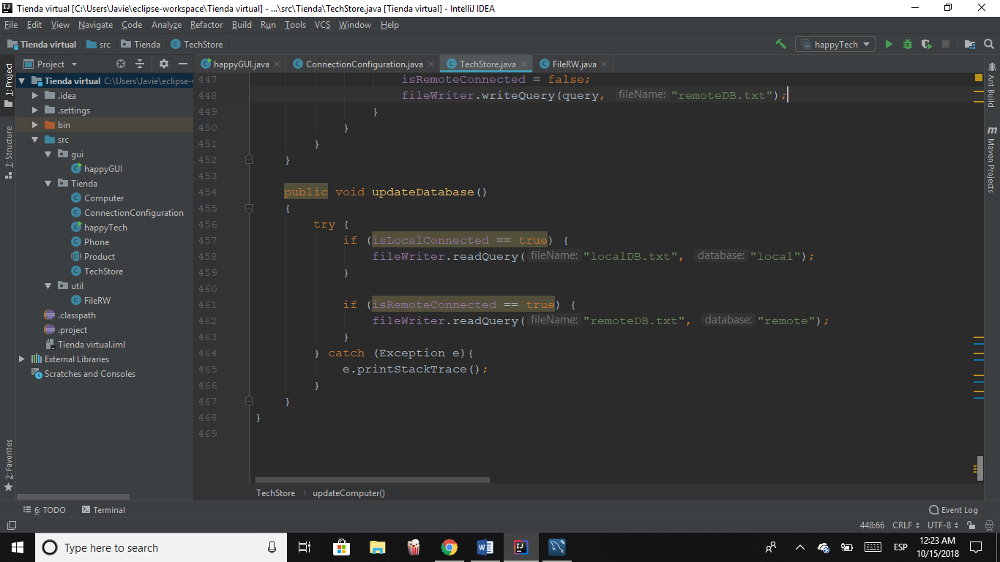 Tienda virtual [C:\Users\Javie\eclipse-workspace\Tienda virtual] - ...\src\Tienda\TechStore.java [Tienda virtual] - IntelliJ IDEA
File Edit View Navigate Code Analyze Refactor Build Run Tools VCS Window Help
Tienda virtual src Tienda TechStore happyTech
1: Project
7: Structure
2: Favorites
Project
Tienda virtual C:\Users\Javie\eclipse-
.idea
.settings
bin
src
gui
happyGUI
Tienda
Computer
ConnectionConfiguration
happyTech
Phone
Product
TechStore
util
FileRW
.classpath
.project
Tienda virtual.iml
External Libraries
Scratches and Consoles
happyGUI.java ConnectionConfiguration.java TechStore.java FileRW.java
447 isRemoteConnected = false;
448 fileWriter.writeQuery(query, fileName: "remoteDB.txt");
449 }
450 }
451 }
452 }
453
454 public void updateDatabase()
455 {
456 try {
457 if (isLocalConnected == true) {
458 fileWriter.readQuery( fileName: "localDB.txt", database: "local");
459 }
460
461 if (isRemoteConnected == true) {
462 fileWriter.readQuery( fileName: "remoteDB.txt", database: "remote");
463 }
464 } catch (Exception e){
465 e.printStackTrace();
466 }
467 }
468 }
469
Ant Build
m Maven Projects
TechStore updateComputer()
6: TODO Terminal Event Log
448:66 CRLF UTF-8
Type here to search
ESP
12:23 AM
10/15/2018